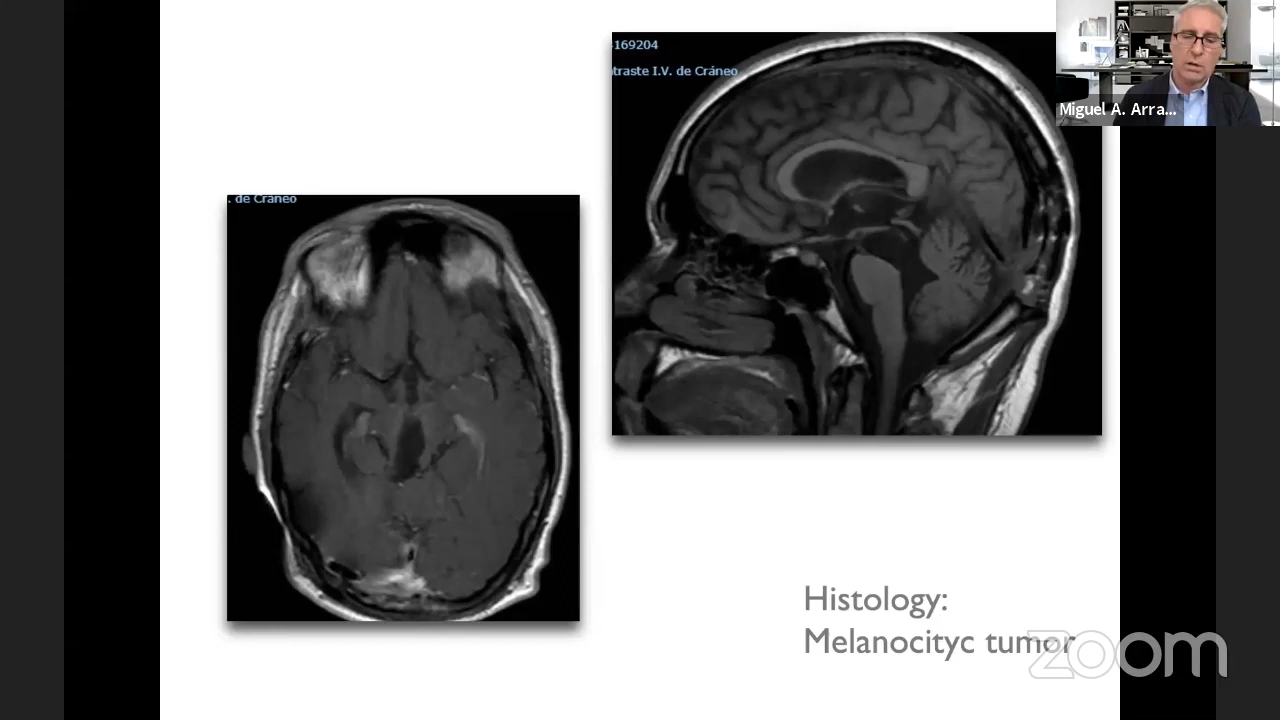 169204
traste I.V. de Cráneo
Miguel A. Arra...
. de Cráneo
Histology:
Melanocityc tumor
zoom